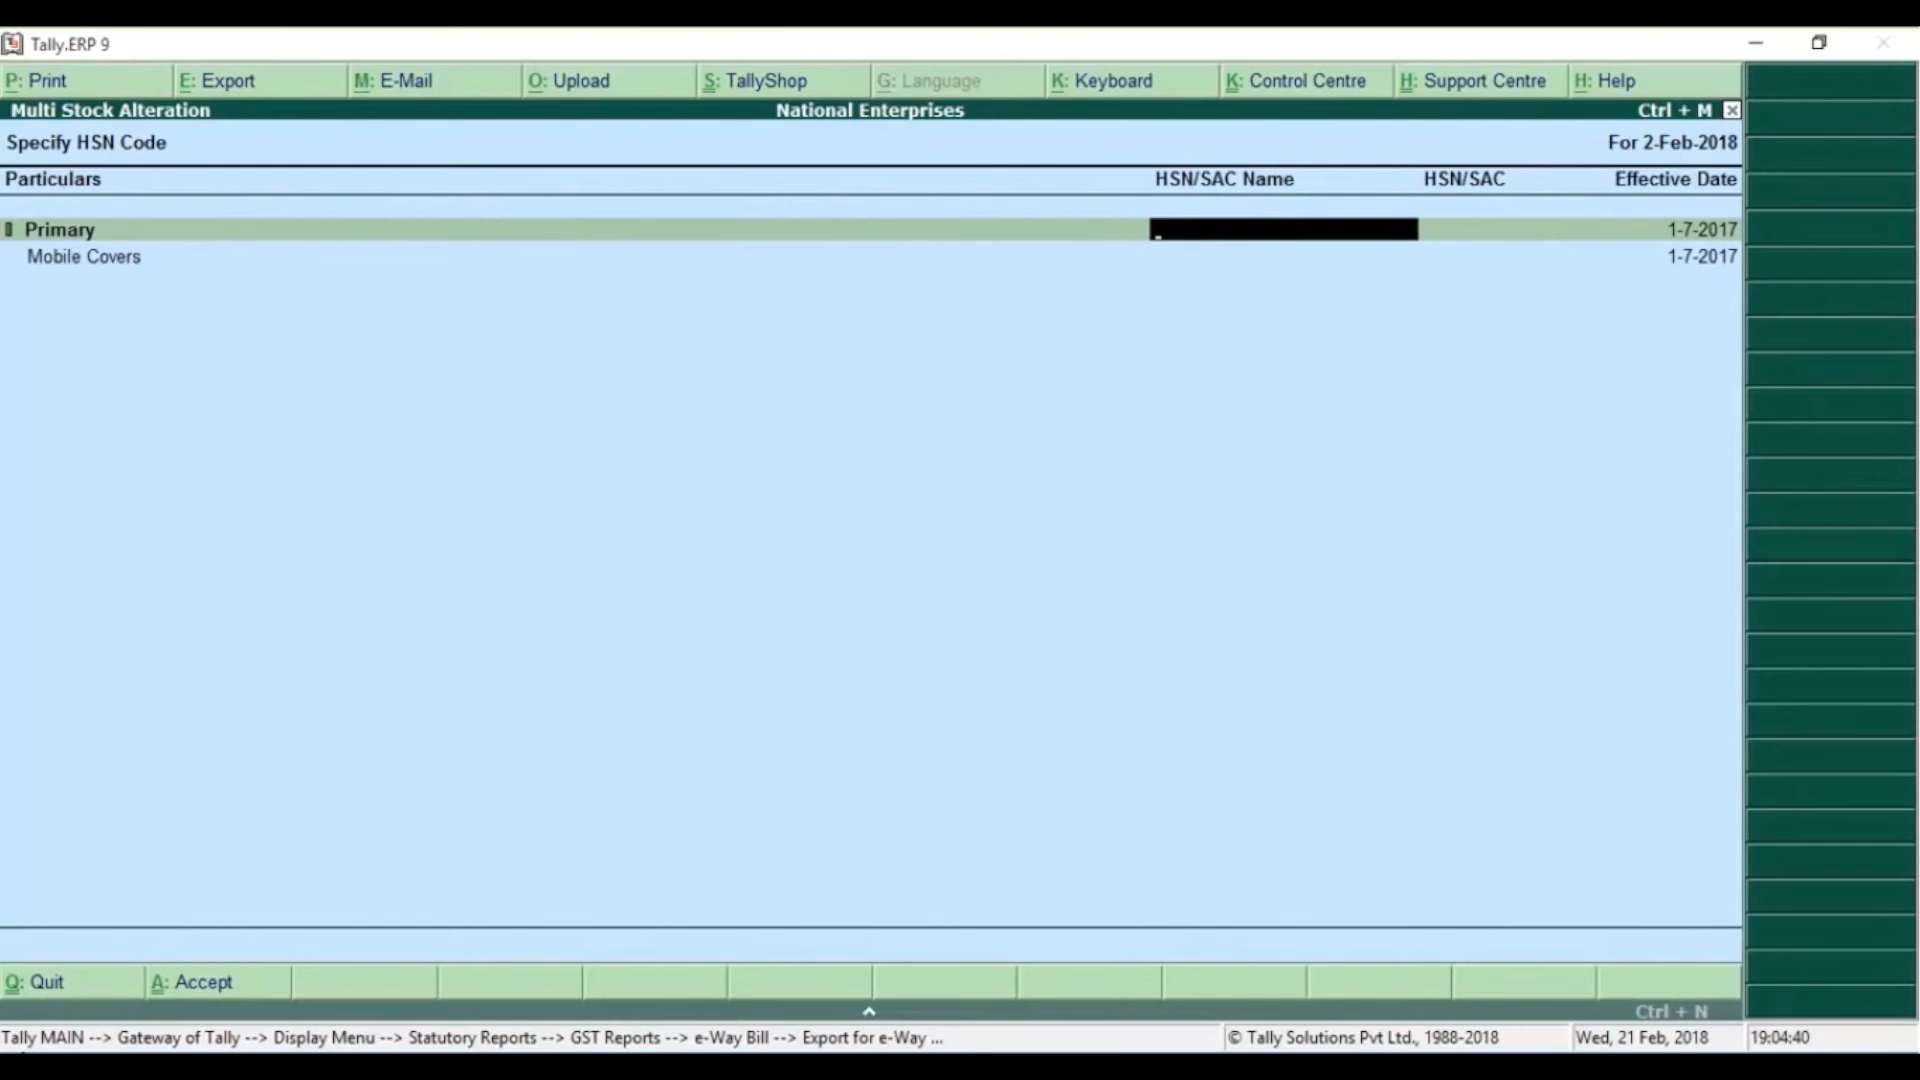 Tally.ERP 9
P: Print E: Export M: E-Mail O: Upload S: TallyShop G: Language K: Keyboard K: Control Centre H: Support Centre H: Help
Multi Stock Alteration National Enterprises Ctrl + M
Specify HSN Code For 2-Feb-2018
Particulars HSN/SAC Name HSN/SAC Effective Date
Primary 1-7-2017
Mobile Covers 1-7-2017
Q: Quit A: Accept
Ctrl + N
Tally MAIN --> Gateway of Tally --> Display Menu --> Statutory Reports --> GST Reports --> e-Way Bill --> Export for e-Way ... © Tally Solutions Pvt Ltd., 1988-2018 Wed, 21 Feb, 2018 19:04:40